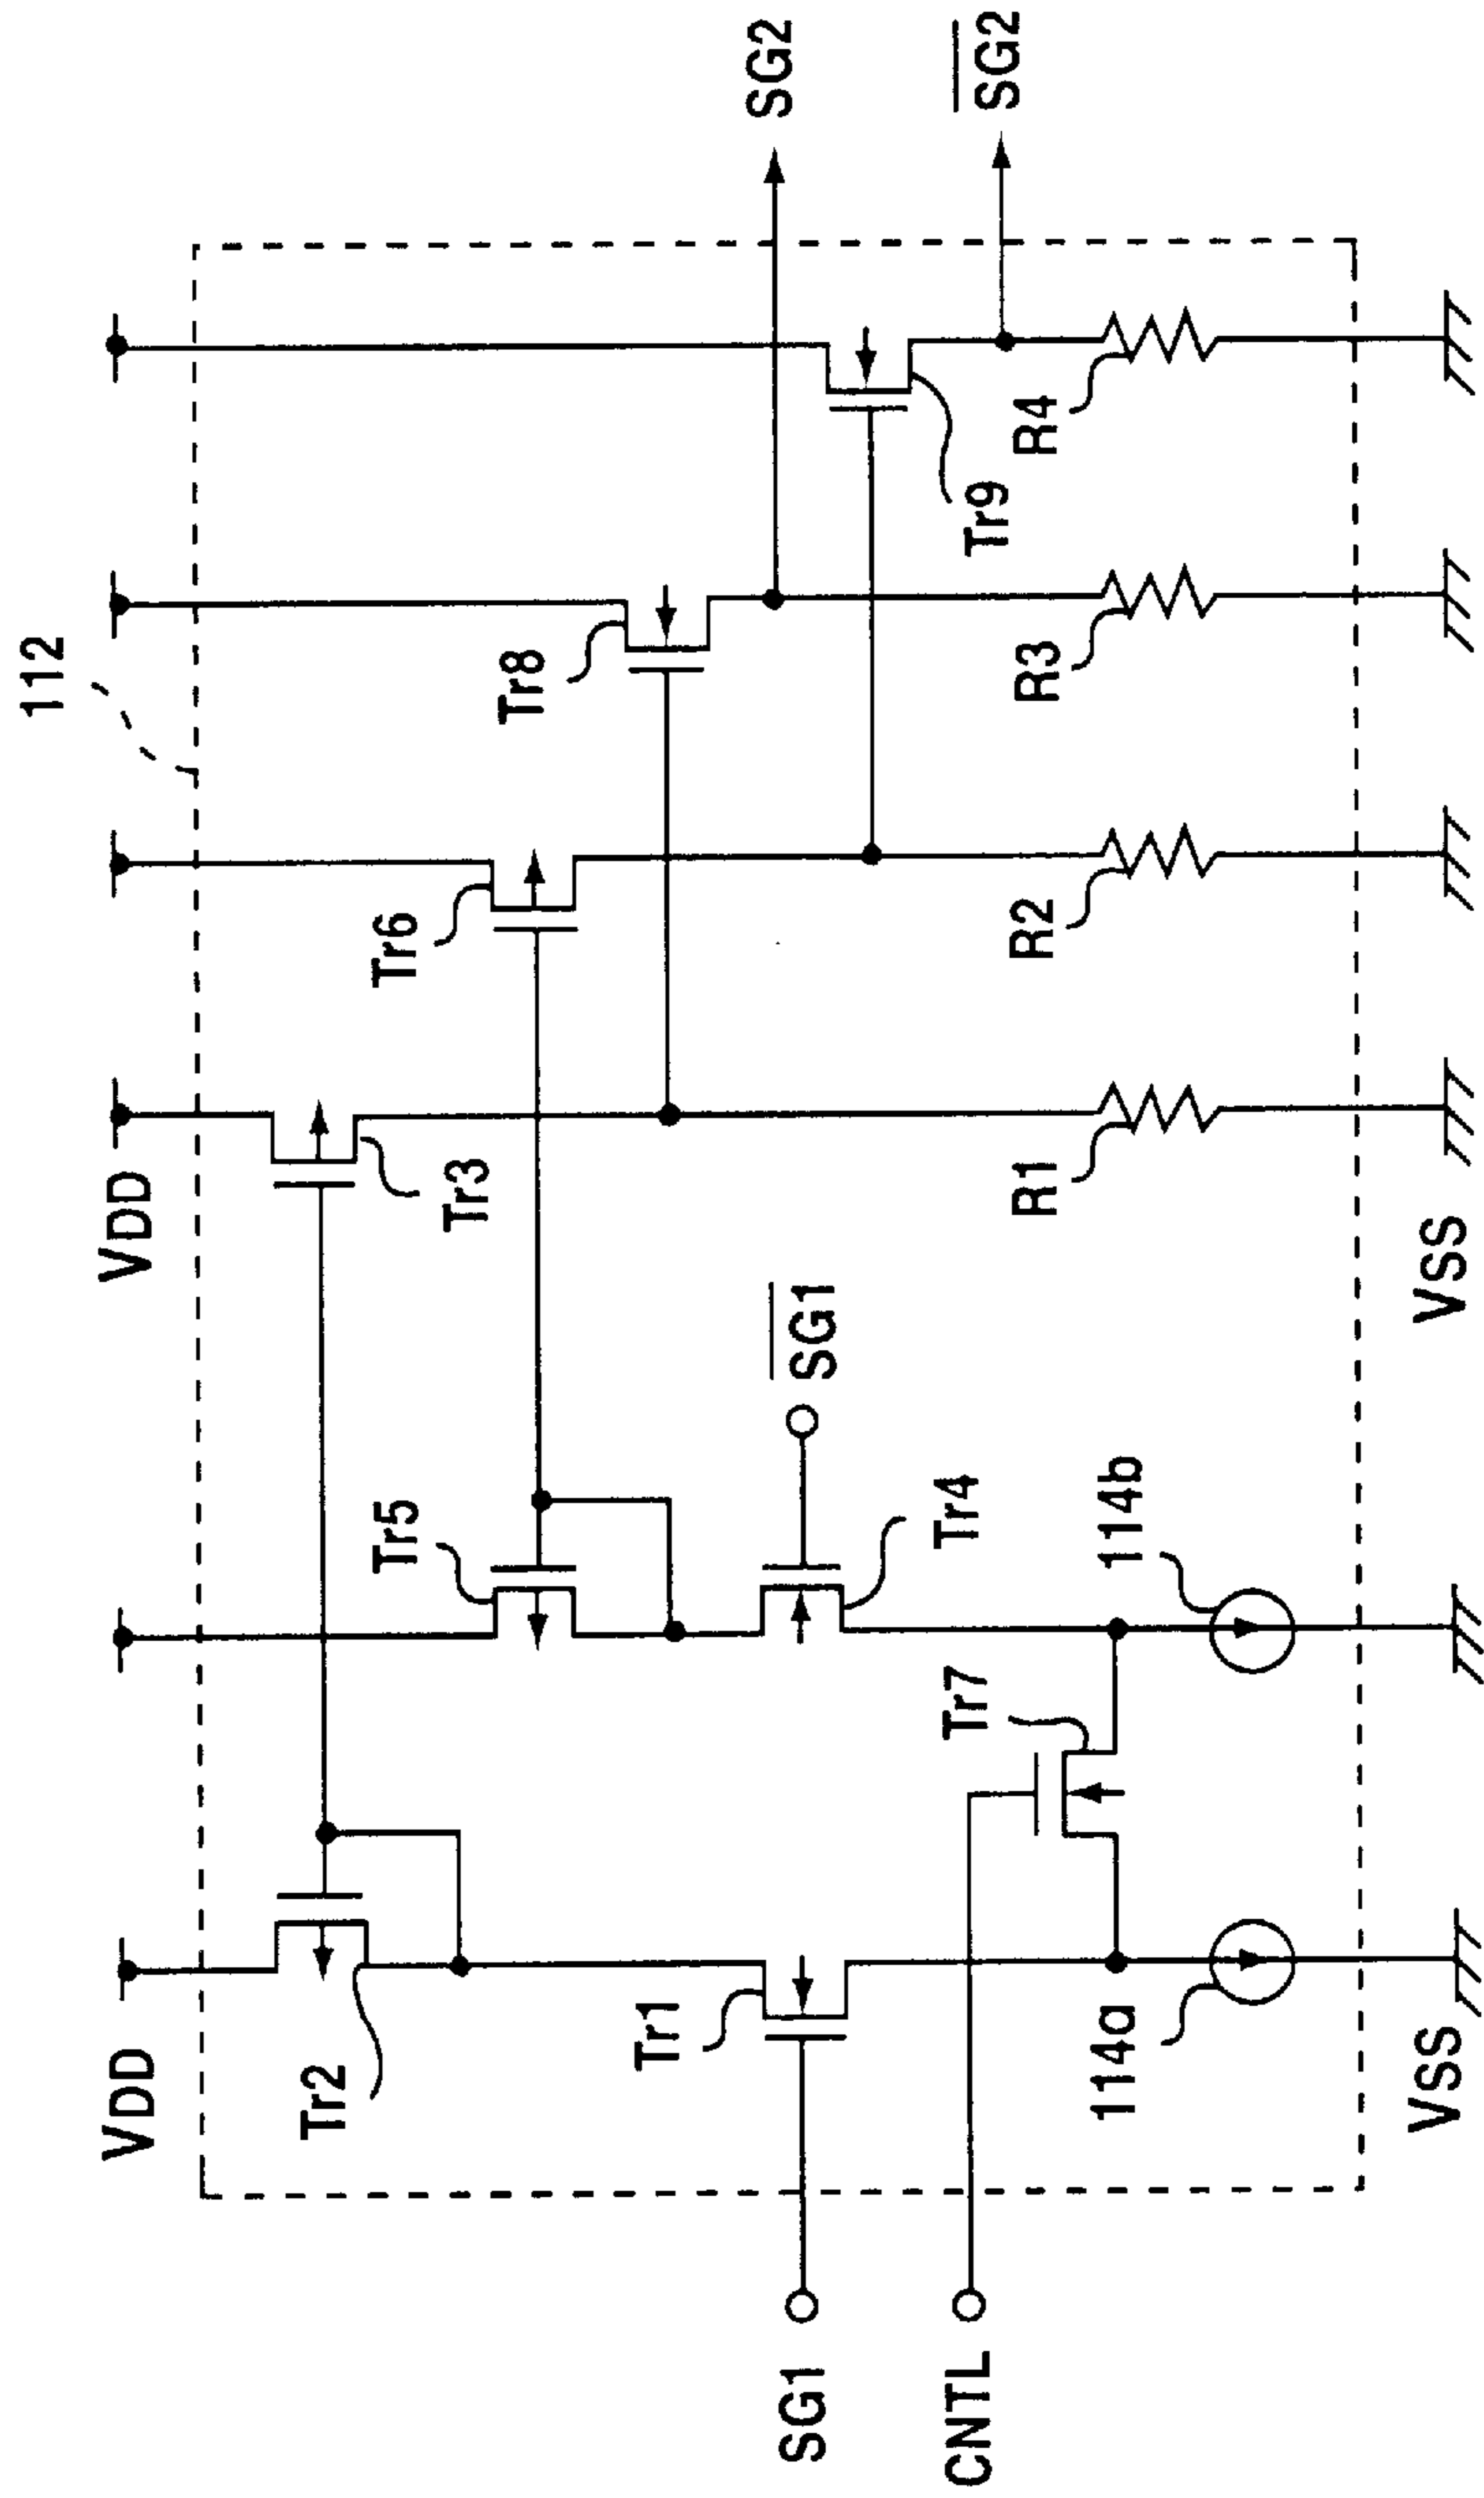 112
VDD
VDD
Tr2
Tr5
Tr3
Tr6
Tr8
SG2
SG1
Tr1
SG1
Tr4
Tr9
SG2
CNTL
Tr7
114a
114b
R1
R2
R3
R4
VSS
VSS